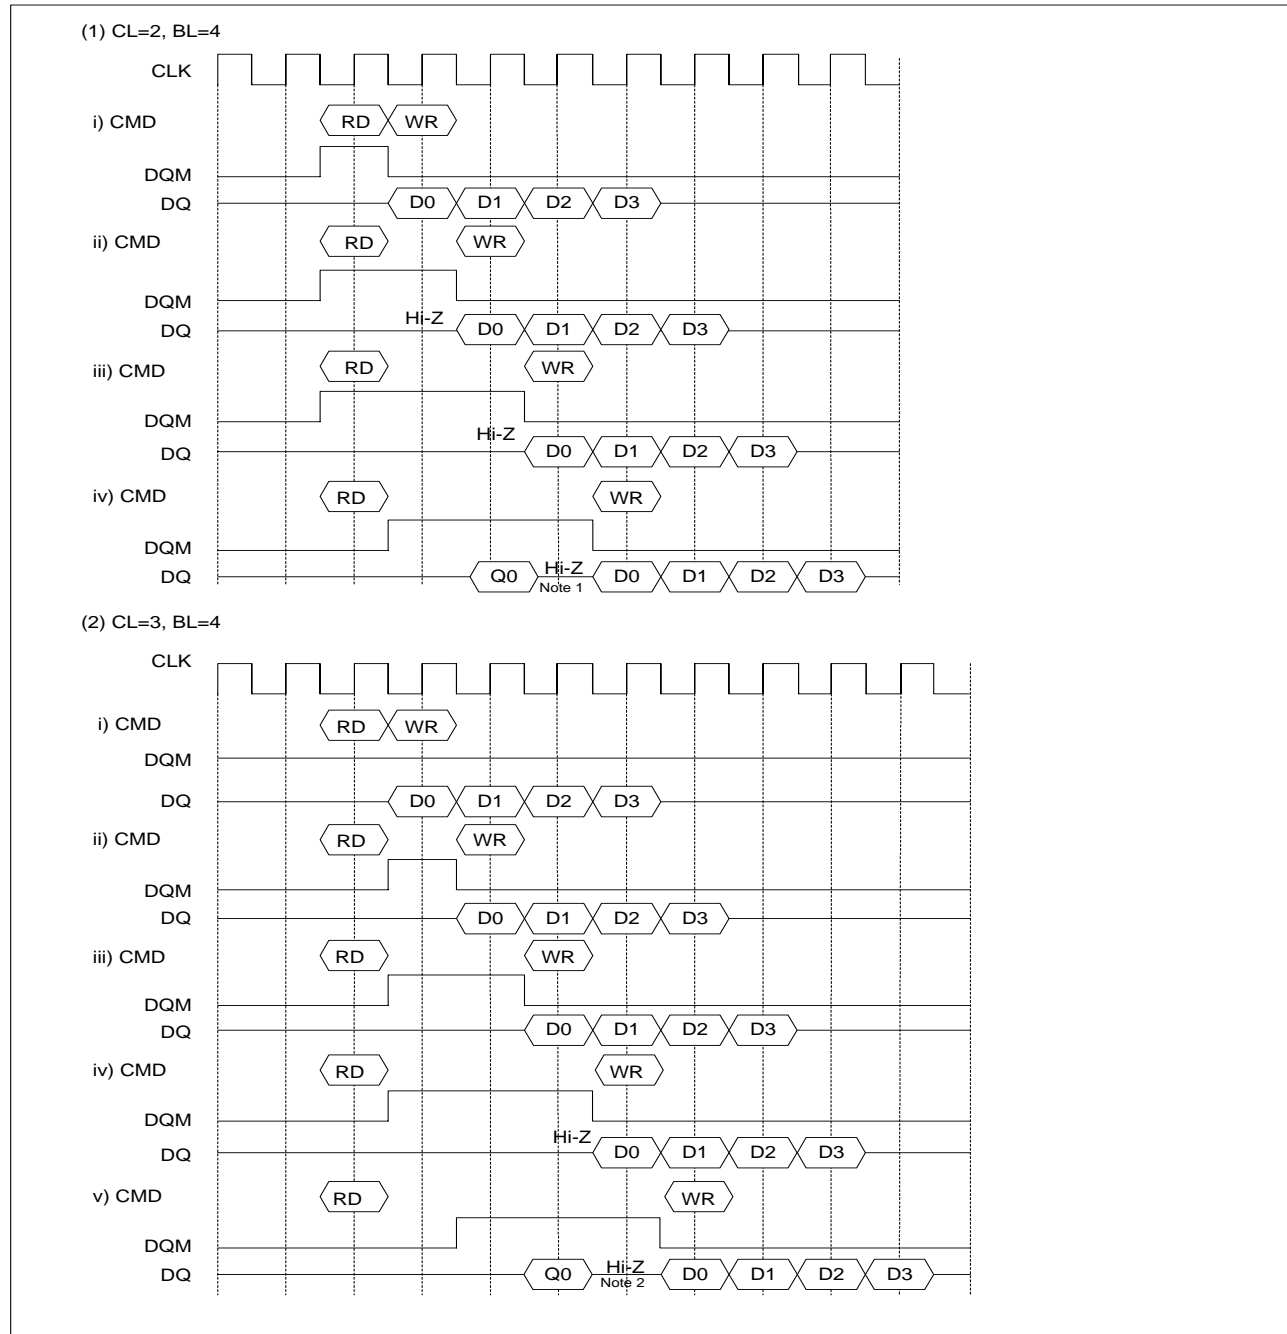 (1) CL=2, BL=4
CLK
i) CMD RD WR
DQM
DQ D0 D1 D2 D3
ii) CMD RD WR
DQM
DQ Hi-Z D0 D1 D2 D3
iii) CMD RD WR
DQM
DQ Hi-Z D0 D1 D2 D3
iv) CMD RD WR
DQM
DQ Q0 Hi-Z D0 D1 D2 D3
Note 1
(2) CL=3, BL=4
CLK
i) CMD RD WR
DQM
DQ D0 D1 D2 D3
ii) CMD RD WR
DQM
DQ D0 D1 D2 D3
iii) CMD RD WR
DQM
DQ D0 D1 D2 D3
iv) CMD RD WR
DQM
DQ Hi-Z D0 D1 D2 D3
v) CMD RD WR
DQM
DQ Q0 Hi-Z D0 D1 D2 D3
Note 2